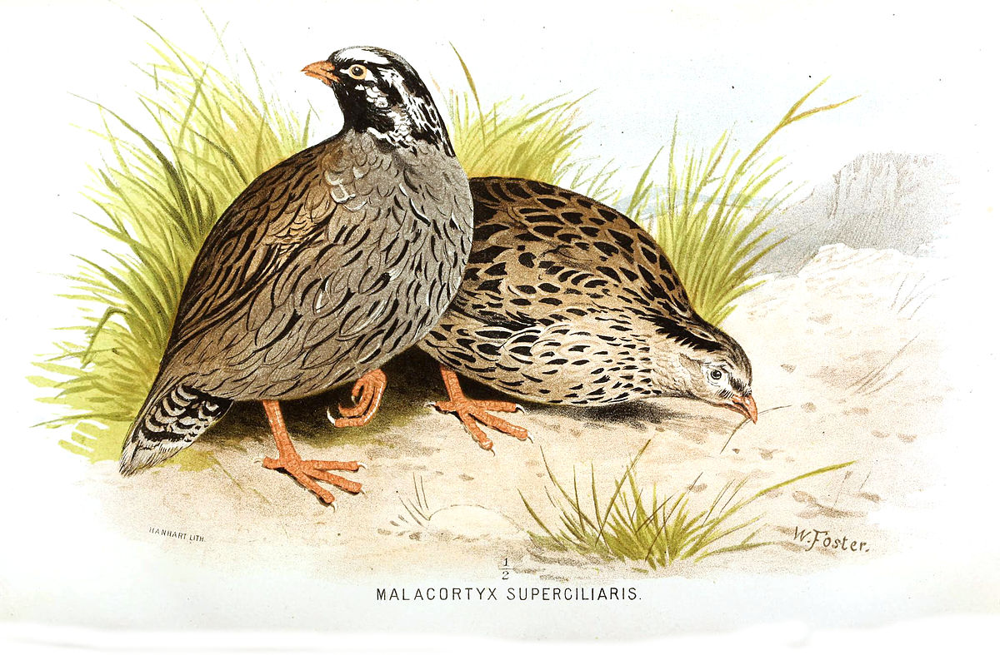 HANHART LITH.
W. Foster.
1
2
MALACORTYX SUPERCILIARIS.